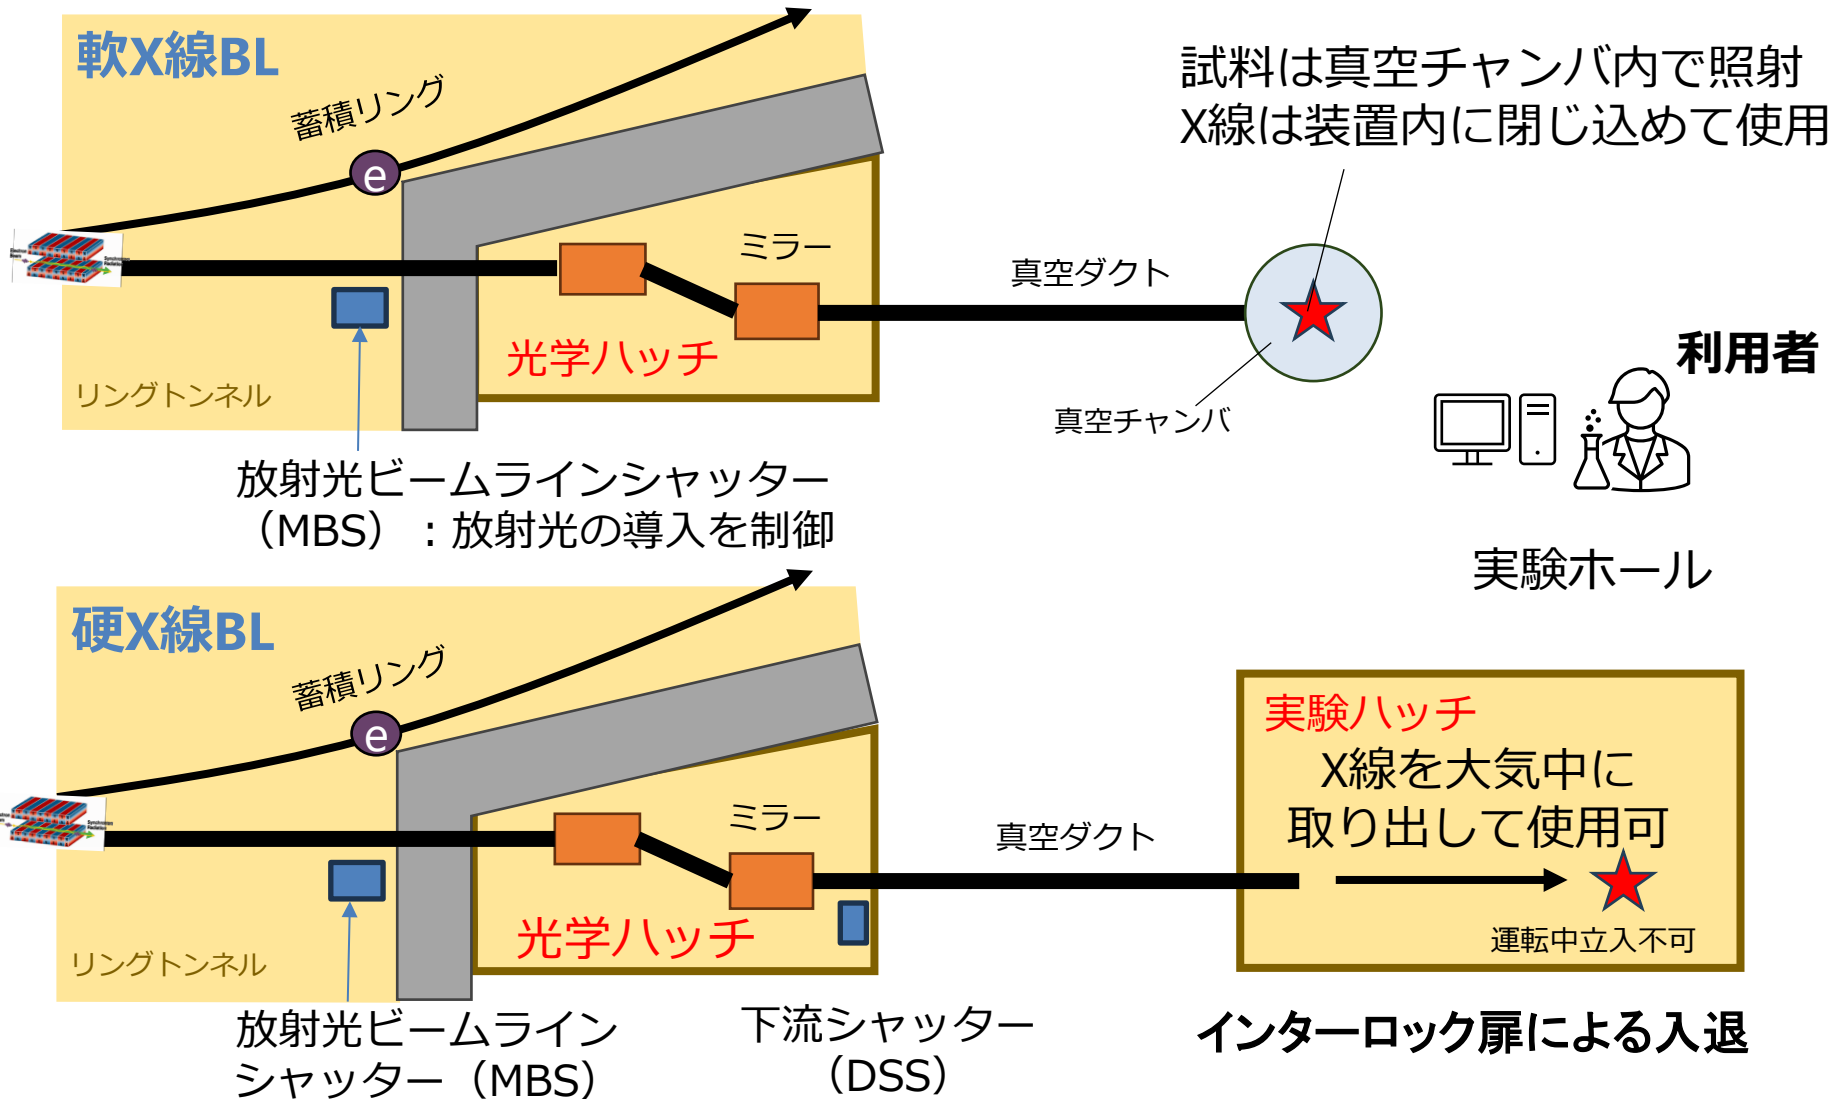 軟X線BL
蓄積リング
e
試料は真空チャンバ内で照射
X線は装置内に閉じ込めて使用
Synchrotron
Radiation
ミラー
真空ダクト
光学ハッチ
利用者
リングトンネル
真空チャンバ
放射光ビームラインシャッター
（MBS）：放射光の導入を制御
実験ホール
硬X線BL
蓄積リング
e
Synchrotron
Radiation
ミラー
真空ダクト
光学ハッチ
実験ハッチ
X線を大気中に
取り出して使用可
運転中立入不可
リングトンネル
放射光ビームライン
シャッター（MBS）
下流シャッター
（DSS）
インターロック扉による入退